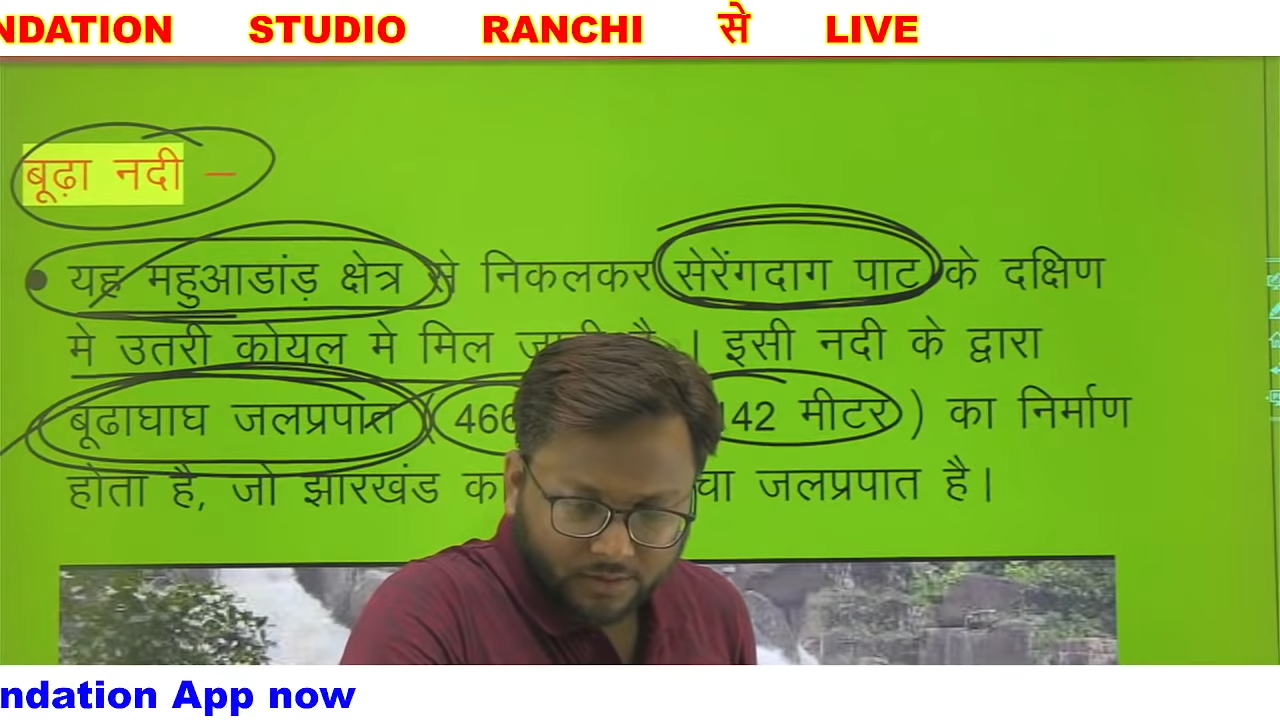 NDATION STUDIO RANCHI से LIVE
बूढ़ा नदी –
यह महुआडांड़ क्षेत्र से निकलकर सेरेंगदाग पाट के दक्षिण
मे उतरी कोयल मे मिल । इसी नदी के द्वारा
बूढाघाघ जलप्रपात (466 142 मीटर) का निर्माण
होता है, जो झारखंड जलप्रपात है।
ndation App now